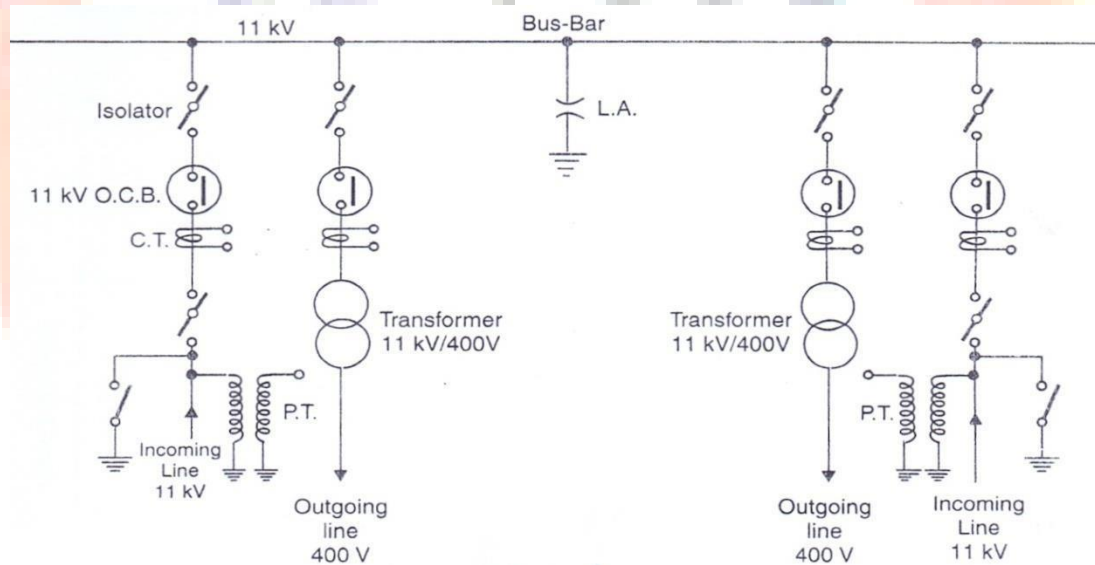 11 kV
Bus-Bar
Isolator
L.A.
11 kV O.C.B.
C.T.
Transformer
11 kV/400V
Transformer
11 kV/400V
P.T.
P.T.
Incoming
Line
11 kV
Outgoing
line
400 V
Outgoing
line
400 V
Incoming
Line
11 kV